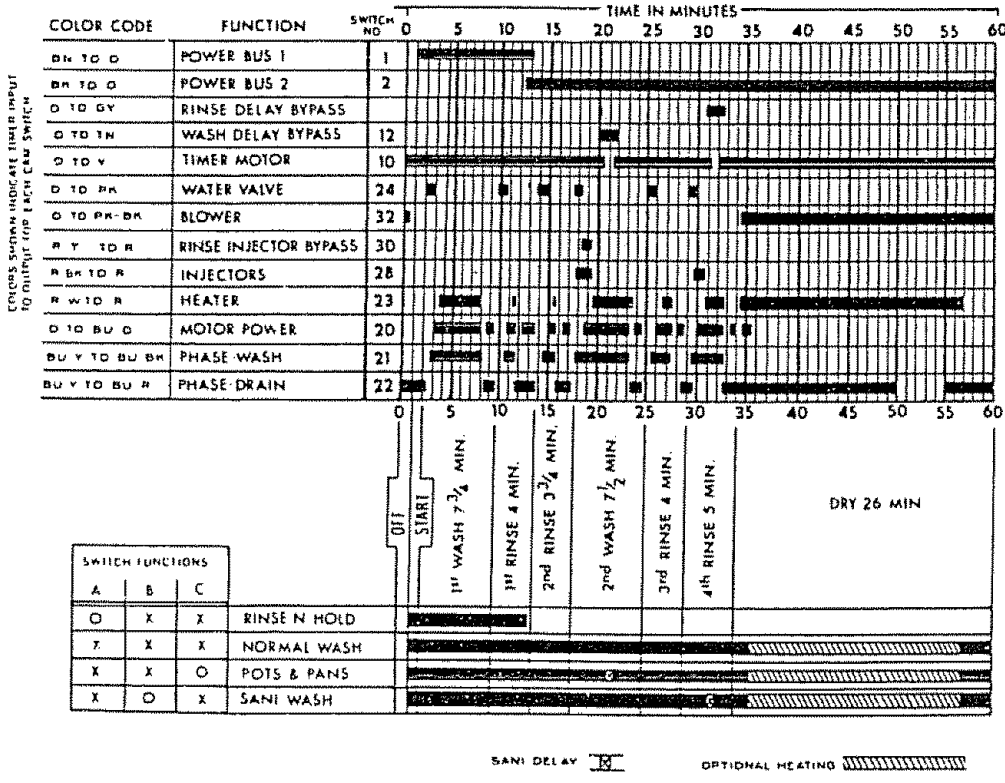 TIME IN MINUTES
COLOR CODE FUNCTION SWITCH NO 0 5 10 15 20 25 30 35 40 45 50 55 60
COLORS SHOWN INDICATE TIMER INPUT
TO OUTPUT FOR EACH CAM SWITCH
BN TO O POWER BUS 1 1
BK TO O POWER BUS 2 2
O TO GY RINSE DELAY BYPASS
O TO TN WASH DELAY BYPASS 12
O TO Y TIMER MOTOR 10
O TO PK WATER VALVE 24
O TO PK-BK BLOWER 32
R Y TO R RINSE INJECTOR BYPASS 30
R BK TO R INJECTORS 28
R W TO R HEATER 23
O TO BU O MOTOR POWER 20
BU Y TO BU BK PHASE-WASH 21
BU Y TO BU R PHASE-DRAIN 22
0 5 10 15 20 25 30 35 40 45 50 55 60
OFF
START
1st WASH 7 3/4 MIN.
1st RINSE 4 MIN.
2nd RINSE 3 3/4 MIN.
2nd WASH 7 1/2 MIN.
3rd RINSE 4 MIN.
4th RINSE 5 MIN.
DRY 26 MIN
SWITCH FUNCTIONS
A B C
O X X RINSE N HOLD
X X X NORMAL WASH
X X O POTS & PANS
X O X SANI WASH
SANI DELAY OPTIONAL HEATING